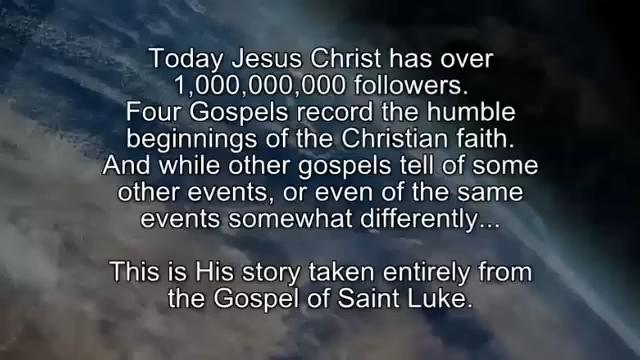 Today Jesus Christ has over
1,000,000,000 followers.
Four Gospels record the humble
beginnings of the Christian faith.
And while other gospels tell of some
other events, or even of the same
events somewhat differently...
This is His story taken entirely from
the Gospel of Saint Luke.